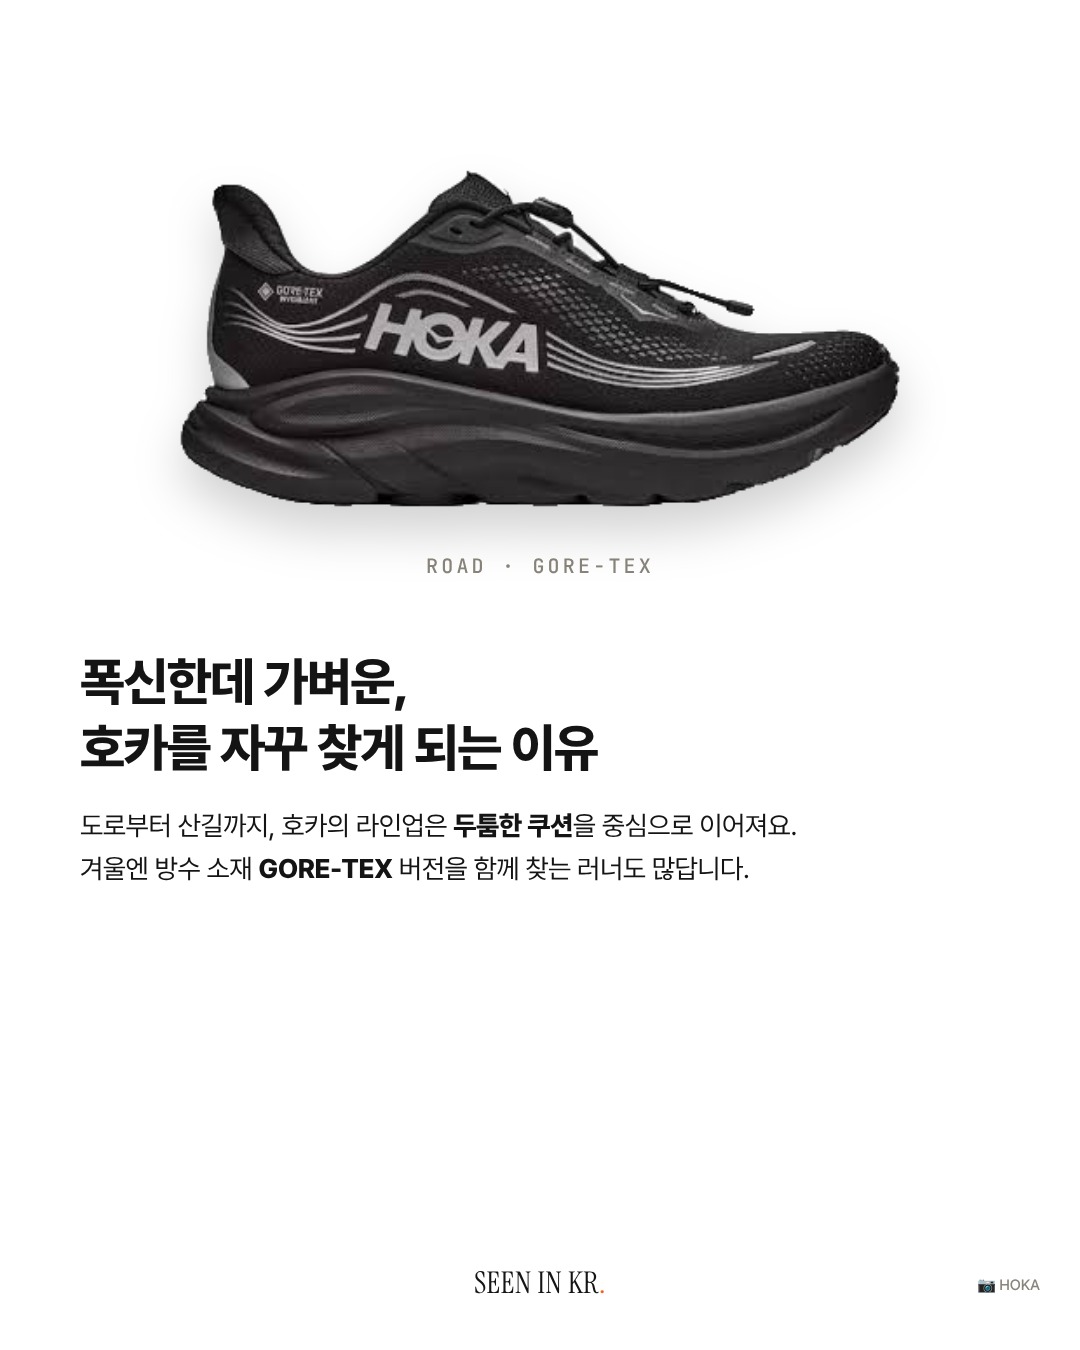 GORE-TEX
HOKA
ROAD · GORE-TEX
폭신한데 가벼운,
호카를 자꾸 찾게 되는 이유
도로부터 산길까지, 호카의 라인업은 두툼한 쿠션을 중심으로 이어져요.
겨울엔 방수 소재 GORE-TEX 버전을 함께 찾는 러너도 많답니다.
SEEN IN KR.
📷 HOKA